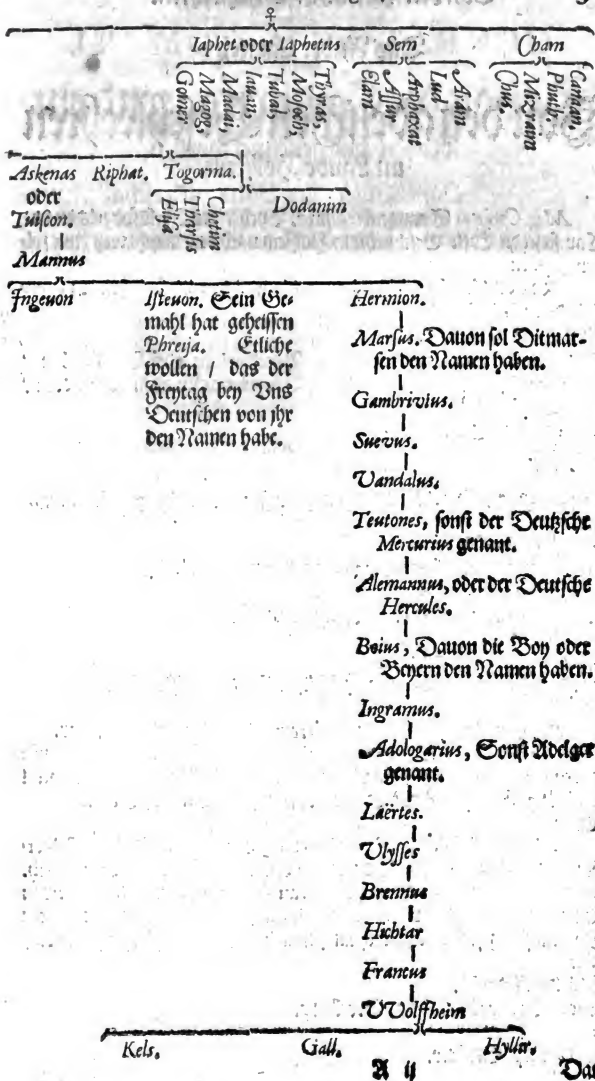 Iaphet oder Iaphetus Sem Cham
Gomer
Magog,
Madai,
Iauan,
Tubal,
Mosoch,
Thyras,
Elam
Assur
Arphaxat
Lud
Aram
Chus,
Mizraim
Phuth,
Canaan,
Askenas Riphat. Togorma.
oder
Tuiscon.
Elisa
Tharsis
Chetim
Dodanim
Mannus
Ingeuon
Isteuon. Sein Ge-
mahl hat geheissen
Phreija. Etliche
wollen / das der
Freytag bey Vns
Deutschen von jhr
den Namen habe.
Hermion.
Marsus. Dauon sol Ditmar-
sen den Namen haben.
Gambrivius.
Suevus.
Vandalus.
Teutones, sonst der Deutzsche
Mercurius genant.
Alemannus, oder der Deutsche
Hercules.
Boius, Dauon die Boy oder
Beyern den Namen haben.
Ingramus.
Adologarius, Sonst Adelger
genant.
Laërtes.
Vlysses
Brennus
Hichtar
Francus
VVolffheim
Kels. Gall. Hyllir.
A ij